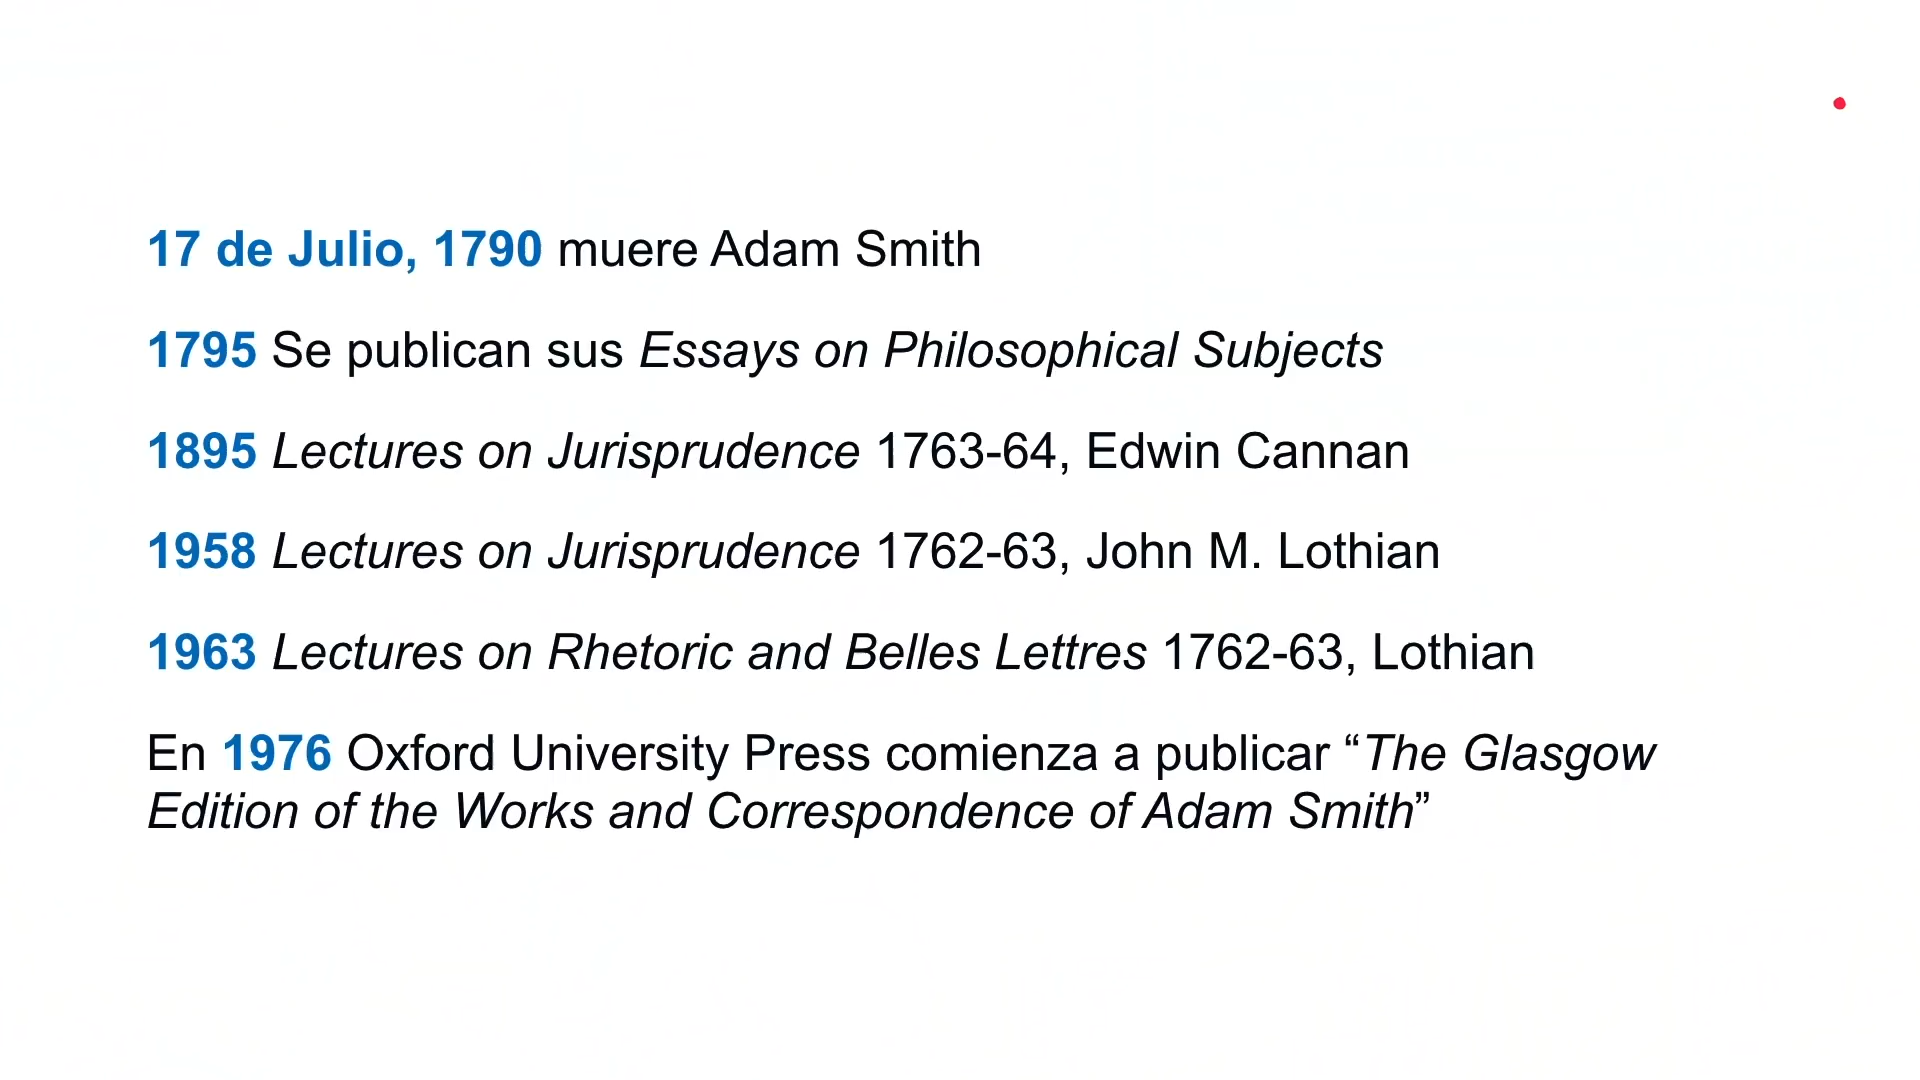 17 de Julio, 1790 muere Adam Smith
1795 Se publican sus Essays on Philosophical Subjects
1895 Lectures on Jurisprudence 1763-64, Edwin Cannan
1958 Lectures on Jurisprudence 1762-63, John M. Lothian
1963 Lectures on Rhetoric and Belles Lettres 1762-63, Lothian
En 1976 Oxford University Press comienza a publicar “The Glasgow
Edition of the Works and Correspondence of Adam Smith”